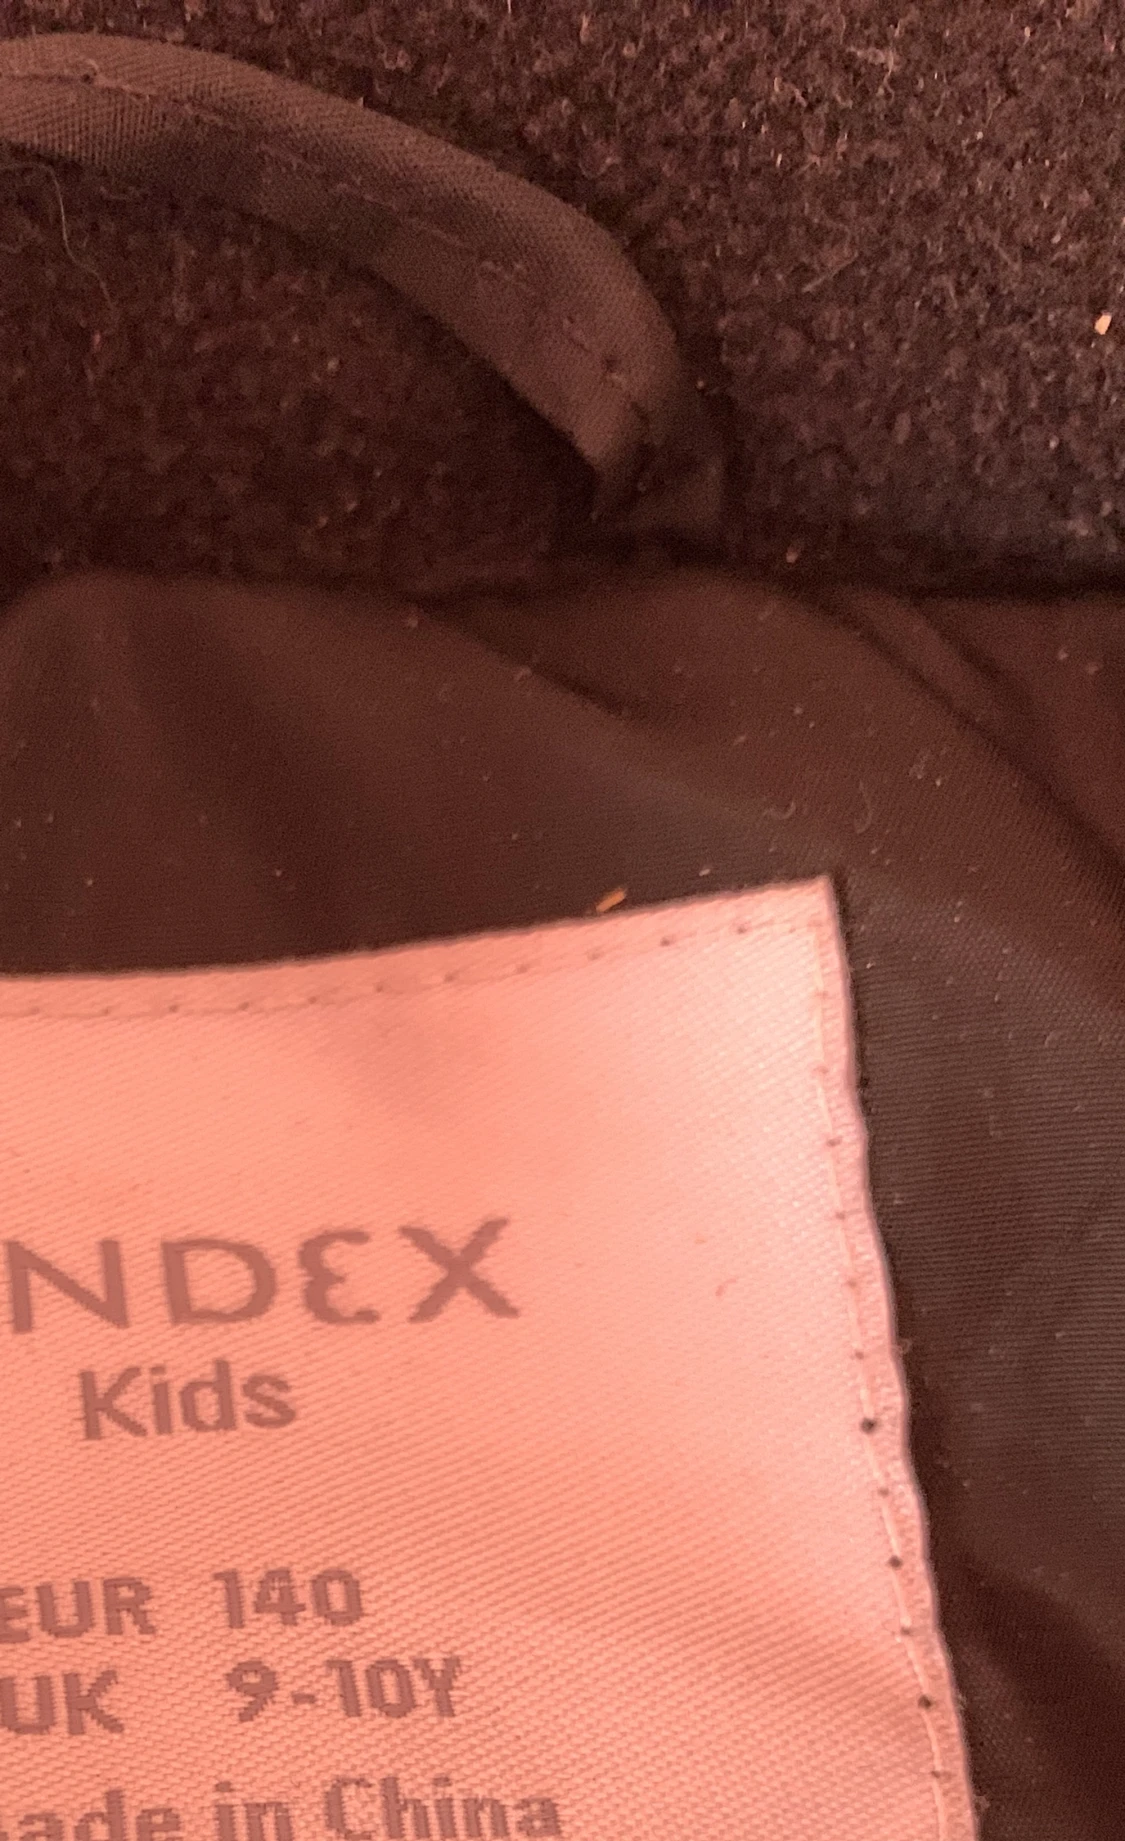 NDEX
Kids
EUR 140
UK 9-10Y
ade in China